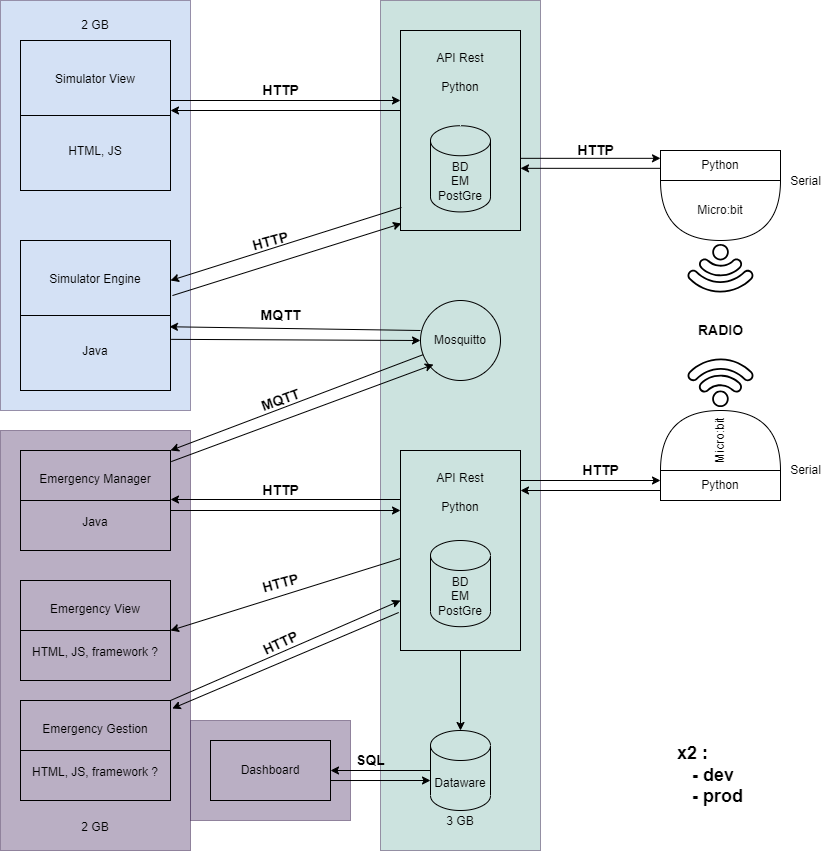 2 GB
Simulator View
HTML, JS
HTTP
API Rest
Python
BD
EM
PostGre
HTTP
Python
Serial
Micro:bit
HTTP
Simulator Engine
Java
MQTT
Mosquitto
RADIO
MQTT
Micro:bit
Python
Serial
Emergency Manager
Java
HTTP
API Rest
Python
BD
EM
PostGre
HTTP
Emergency View
HTML, JS, framework ?
HTTP
HTTP
Emergency Gestion
HTML, JS, framework ?
2 GB
Dashboard
SQL
Dataware
3 GB
x2 :
- dev
- prod